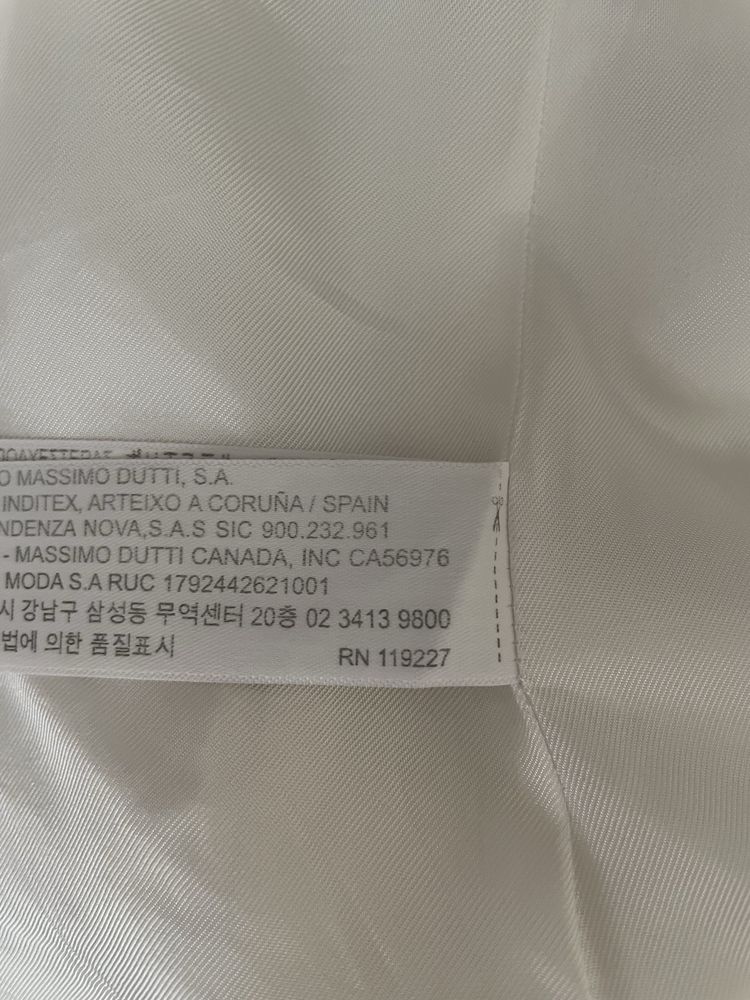 O MASSIMO DUTTI, S.A.
INDITEX, ARTEIXO A CORUÑA / SPAIN
NDENZA NOVA,S.A.S SIC 900.232.961
- MASSIMO DUTTI CANADA, INC CA56976
MODA S.A RUC 1792442621001
시 강남구 삼성동 무역센터 20층 02 3413 9800
법에 의한 품질표시 RN 119227